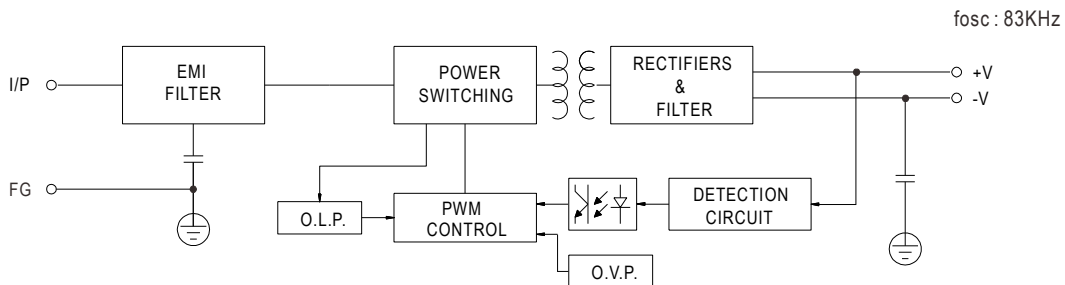 fosc : 83KHz
I/P
EMI
FILTER
POWER
SWITCHING
RECTIFIERS
&
FILTER
+V
-V
FG
O.L.P.
PWM
CONTROL
DETECTION
CIRCUIT
O.V.P.